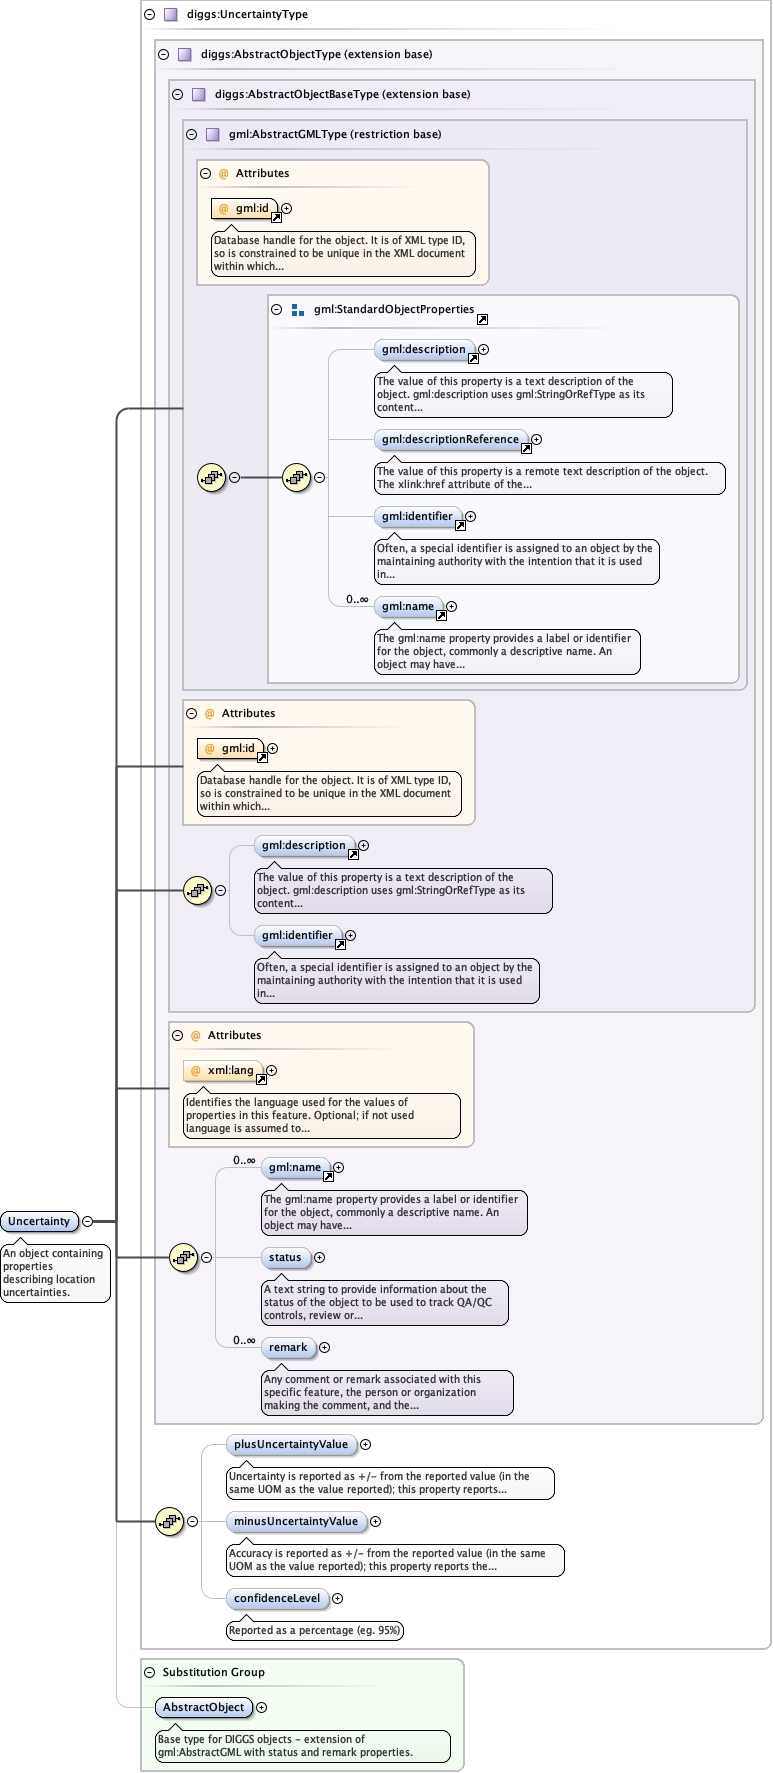 diggs:UncertaintyType
diggs:AbstractObjectType (extension base)
diggs:AbstractObjectBaseType (extension base)
gml:AbstractGMLType (restriction base)
@ Attributes
@ gml:id
Database handle for the object. It is of XML type ID,
so is constrained to be unique in the XML document
within which...
gml:StandardObjectProperties
gml:description
The value of this property is a text description of the
object. gml:description uses gml:StringOrRefType as its
content...
gml:descriptionReference
The value of this property is a remote text description of the object.
The xlink:href attribute of the...
gml:identifier
Often, a special identifier is assigned to an object by the
maintaining authority with the intention that it is used
in...
0..∞
gml:name
The gml:name property provides a label or identifier
for the object, commonly a descriptive name. An
object may have...
@ Attributes
@ gml:id
Database handle for the object. It is of XML type ID,
so is constrained to be unique in the XML document
within which...
gml:description
The value of this property is a text description of the
object. gml:description uses gml:StringOrRefType as its
content...
gml:identifier
Often, a special identifier is assigned to an object by the
maintaining authority with the intention that it is used
in...
@ Attributes
@ xml:lang
Identifies the language used for the values of
properties in this feature. Optional; if not used
language is assumed to...
0..∞
gml:name
The gml:name property provides a label or identifier
for the object, commonly a descriptive name. An
object may have...
Uncertainty
An object containing
properties
describing location
uncertainties.
status
A text string to provide information about the
status of the object to be used to track QA/QC
controls, review or...
0..∞
remark
Any comment or remark associated with this
specific feature, the person or organization
making the comment, and the...
plusUncertaintyValue
Uncertainty is reported as +/- from the reported value (in the
same UOM as the value reported); this property reports...
minusUncertaintyValue
Accuracy is reported as +/- from the reported value (in the same
UOM as the value reported); this property reports the...
confidenceLevel
Reported as a percentage (eg. 95%)
Substitution Group
AbstractObject
Base type for DIGGS objects - extension of
gml:AbstractGML with status and remark properties.